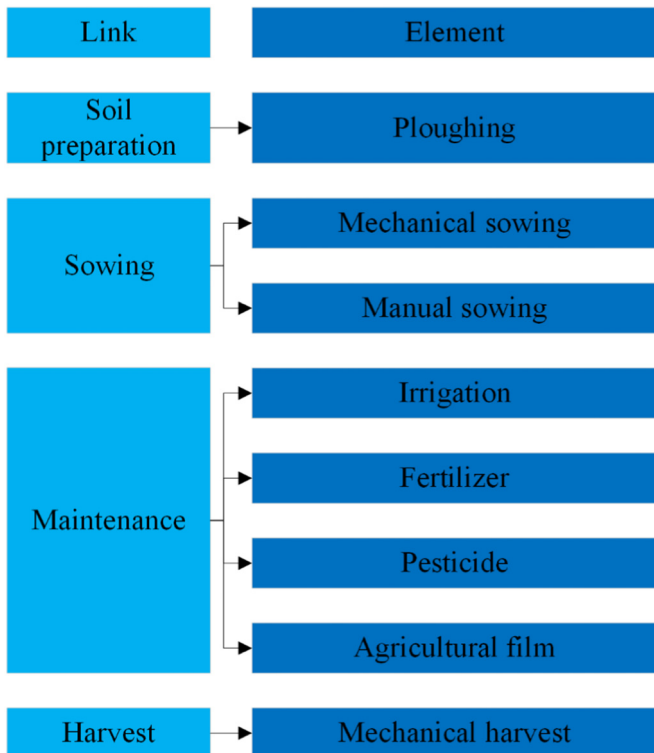 Link
Element
Soil
preparation
Ploughing
Sowing
Mechanical sowing
Manual sowing
Maintenance
Irrigation
Fertilizer
Pesticide
Agricultural film
Harvest
Mechanical harvest